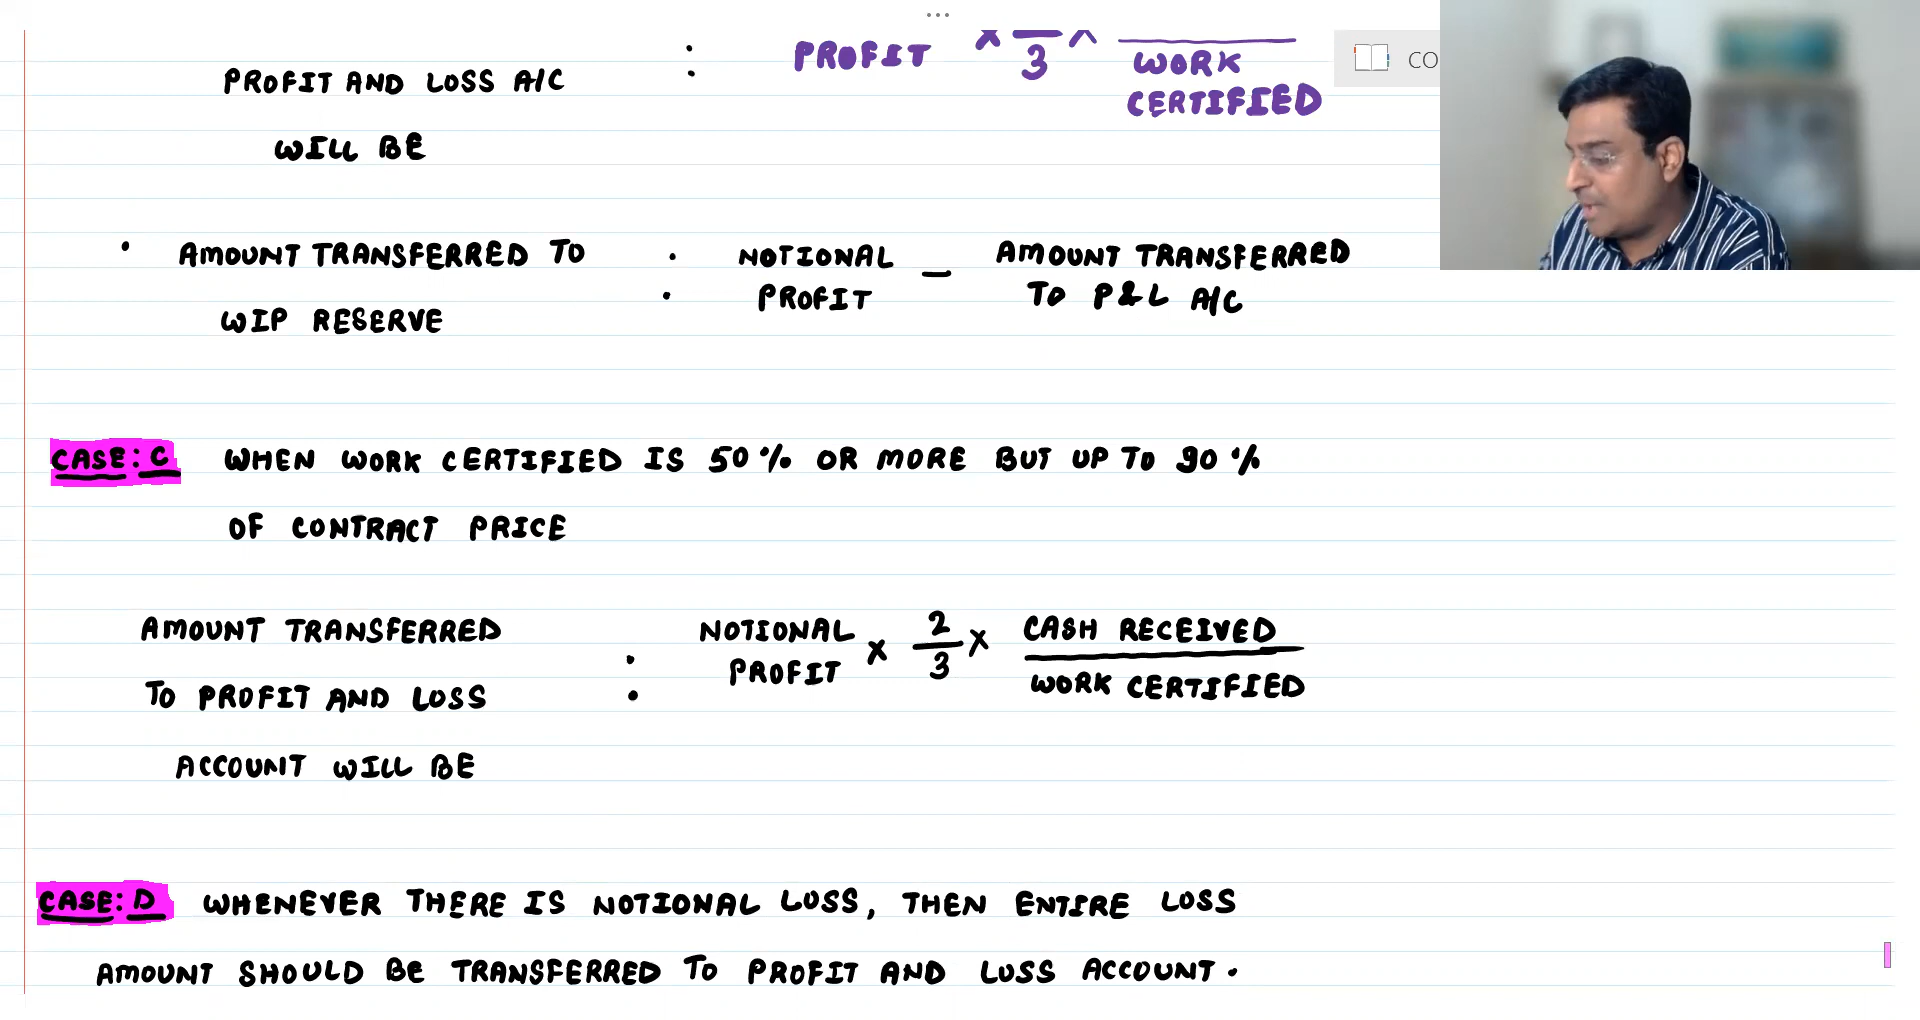 ...
PROFIT × — ×
3
WORK
CERTIFIED
CO
PROFIT AND LOSS A/C :
WILL BE
• AMOUNT TRANSFERRED TO : NOTIONAL PROFIT – AMOUNT TRANSFERRED TO P&L A/C
WIP RESERVE
CASE: C WHEN WORK CERTIFIED IS 50% OR MORE BUT UP TO 90%
OF CONTRACT PRICE
AMOUNT TRANSFERRED
TO PROFIT AND LOSS : NOTIONAL PROFIT × 2/3 × CASH RECEIVED / WORK CERTIFIED
ACCOUNT WILL BE
CASE: D WHENEVER THERE IS NOTIONAL LOSS, THEN ENTIRE LOSS
AMOUNT SHOULD BE TRANSFERRED TO PROFIT AND LOSS ACCOUNT.